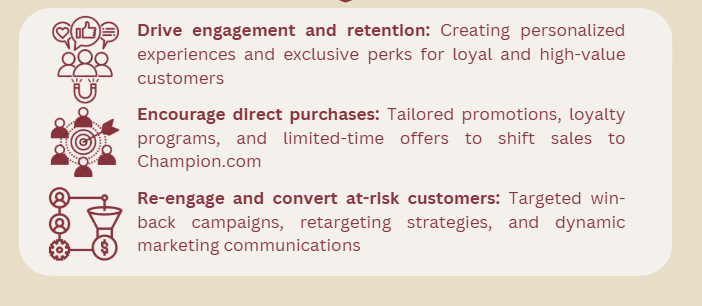 Drive engagement and retention: Creating personalized
experiences and exclusive perks for loyal and high-value
customers
Encourage direct purchases: Tailored promotions, loyalty
programs, and limited-time offers to shift sales to
Champion.com
Re-engage and convert at-risk customers: Targeted win-
back campaigns, retargeting strategies, and dynamic
marketing communications